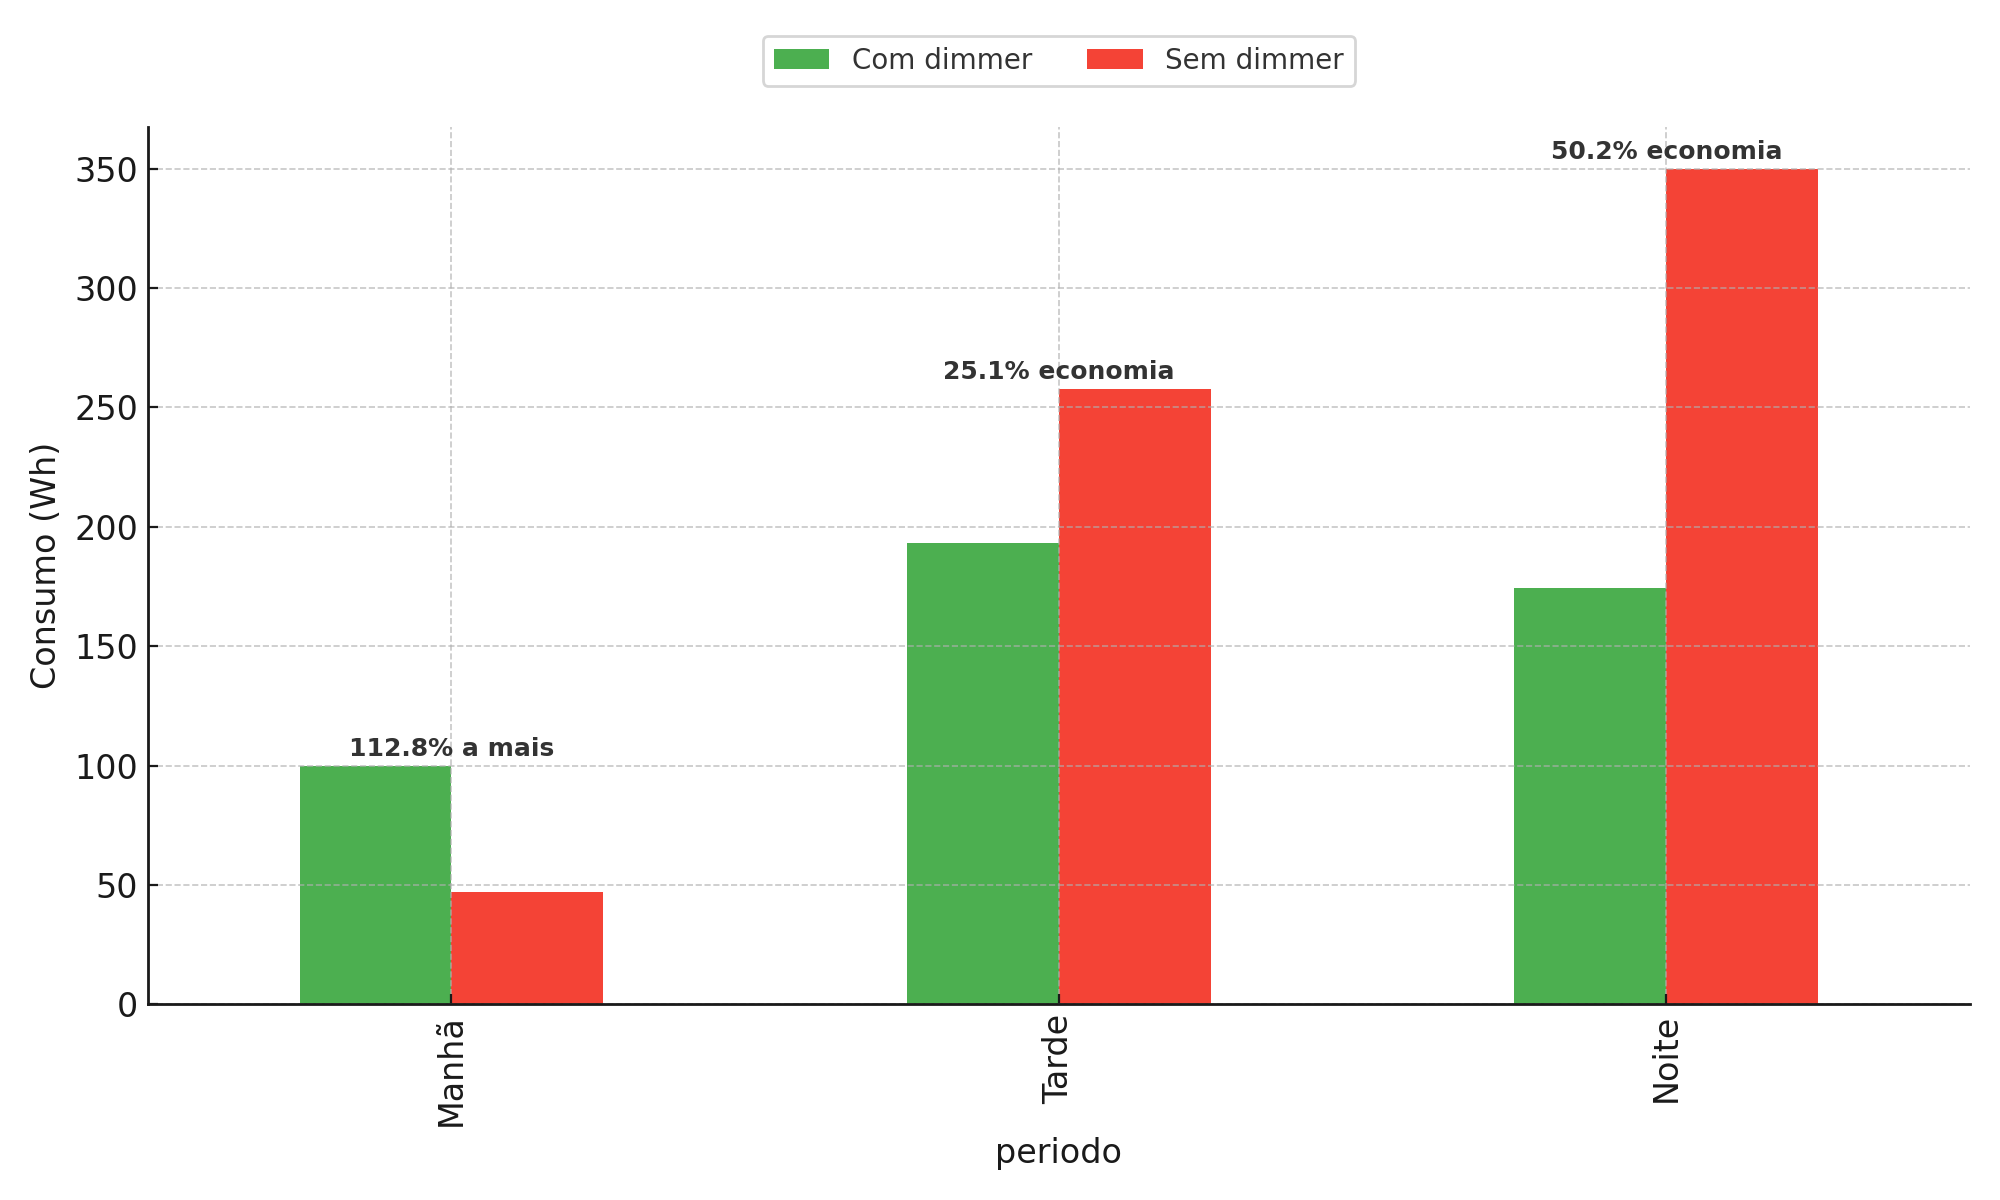 Com dimmer Sem dimmer
50.2% economia
350
300
25.1% economia
250
200
150
112.8% a mais
100
50
0
Consumo (Wh)
Manhã Tarde Noite
periodo